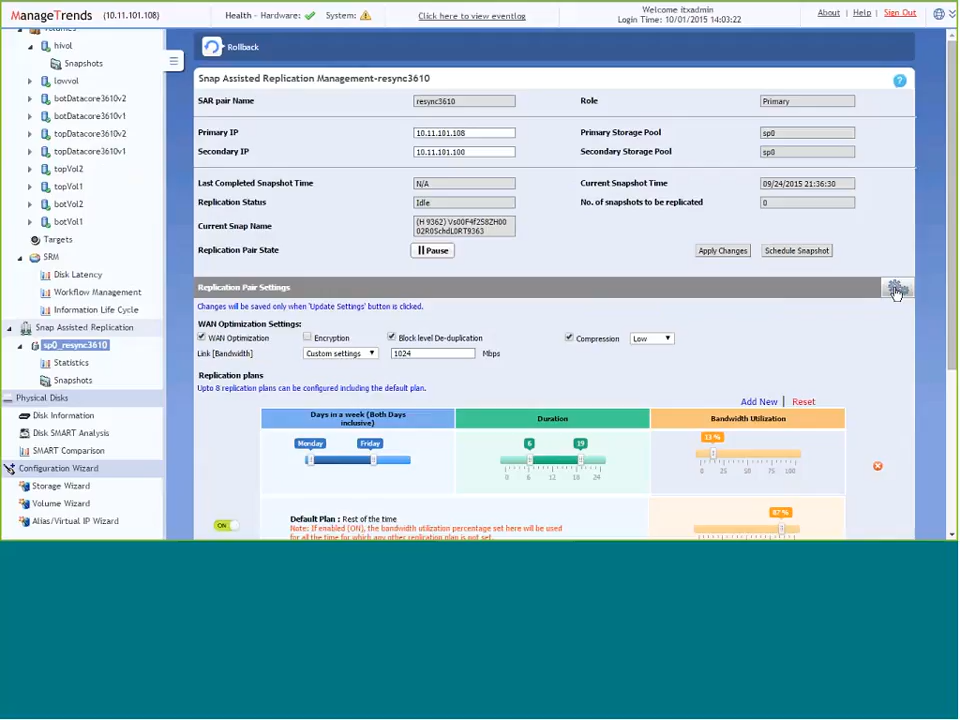 ManageTrends (10.11.101.108)
Health - Hardware: System:
Click here to view eventlog
Welcome itxadmin
Login Time: 10/01/2015 14:03:22
About | Help | Sign Out
hivol
Snapshots
lowvol
botDatacore3610v2
botDatacore3610v1
topDatacore3610v2
topDatacore3610v1
topVol2
topVol1
botVol2
botVol1
Targets
SRM
Disk Latency
Workflow Management
Information Life Cycle
Snap Assisted Replication
sp0_resync3610
Statistics
Snapshots
Physical Disks
Disk Information
Disk SMART Analysis
SMART Comparison
Configuration Wizard
Storage Wizard
Volume Wizard
Alias/Virtual IP Wizard
Rollback
Snap Assisted Replication Management-resync3610
SAR pair Name resync3610 Role Primary
Primary IP 10.11.101.108 Primary Storage Pool sp0
Secondary IP 10.11.101.100 Secondary Storage Pool sp0
Last Completed Snapshot Time N/A Current Snapshot Time 09/24/2015 21:36:30
Replication Status Idle No. of snapshots to be replicated 0
Current Snap Name
Replication Pair State Pause Apply Changes Schedule Snapshot
Replication Pair Settings
Changes will be saved only when 'Update Settings' button is clicked.
WAN Optimization Settings:
WAN Optimization Encryption Block level De-duplication Compression Low
Link [Bandwidth] Custom settings 1024 Mbps
Replication plans
Upto 8 replication plans can be configured including the default plan.
Add New | Reset
Days in a week (Both Days inclusive) Duration Bandwidth Utilization
Monday Friday 6 19 13 %
0 6 12 18 24 0 25 50 75 100
ON
Default Plan : Rest of the time
87 %
Note: If enabled (ON), the bandwidth utilization percentage set here will be used
for all the time for which any other replication plan is not set.